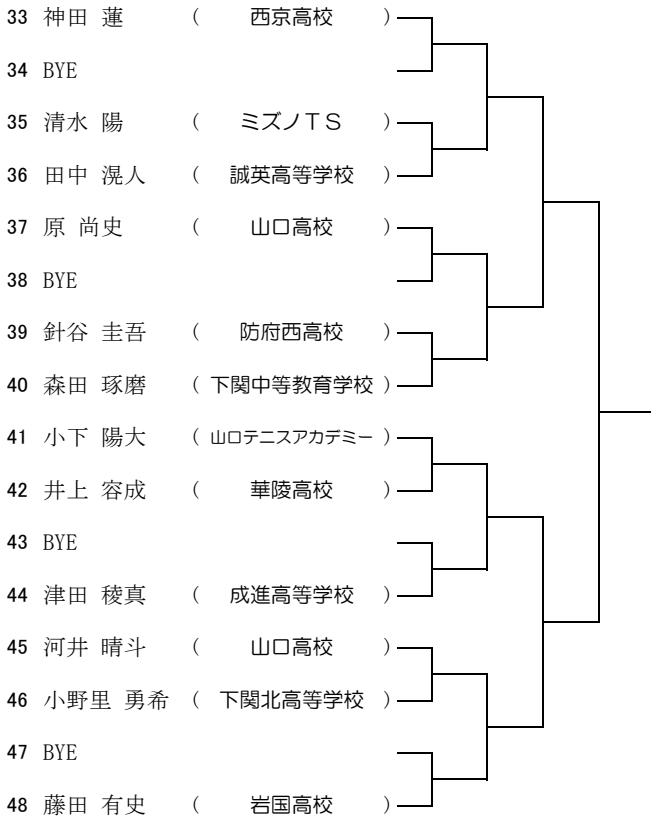 33 神田 蓮 ( 西京高校 )
34 BYE
35 清水 陽 ( ミズノTS )
36 田中 滉人 ( 誠英高等学校 )
37 原 尚史 ( 山口高校 )
38 BYE
39 針谷 圭吾 ( 防府西高校 )
40 森田 琢磨 ( 下関中等教育学校 )
41 小下 陽大 ( 山口テニスアカデミー )
42 井上 容成 ( 華陵高校 )
43 BYE
44 津田 稜真 ( 成進高等学校 )
45 河井 晴斗 ( 山口高校 )
46 小野里 勇希 ( 下関北高等学校 )
47 BYE
48 藤田 有史 ( 岩国高校 )